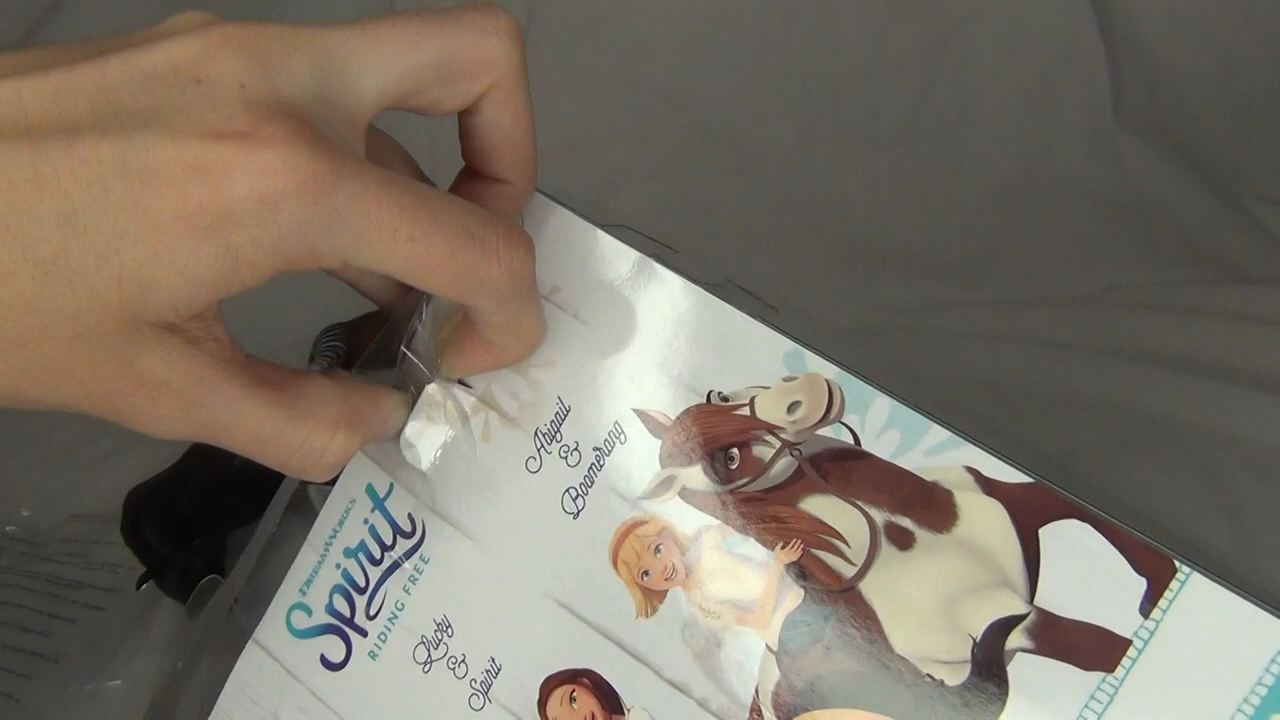 DREAMWORKS
Spirit
RIDING FREE
Abigail
&
Boomerang
Lucky
&
Spirit